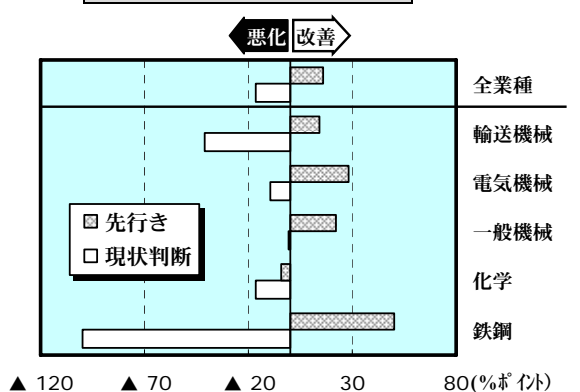 悪化 改善
全業種
輸送機械
電気機械
一般機械
化学
鉄鋼
先行き
現状判断
▲ 120 ▲ 70 ▲ 20 30 80(%ﾎﾟｲﾝﾄ)